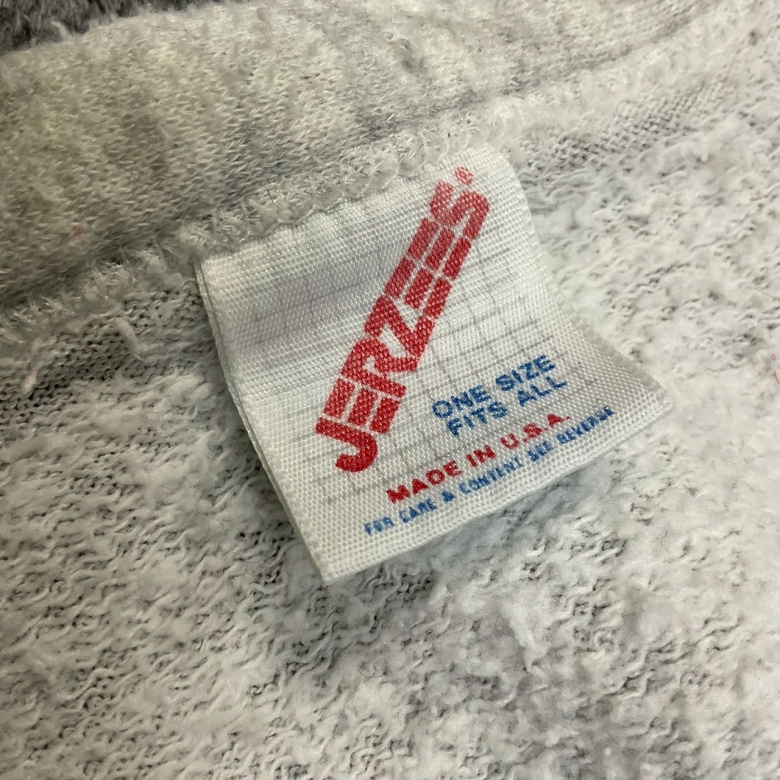 JERZEES®
ONE SIZE
FITS ALL
MADE IN U.S.A.
FOR CARE & CONTENT SEE REVERSE